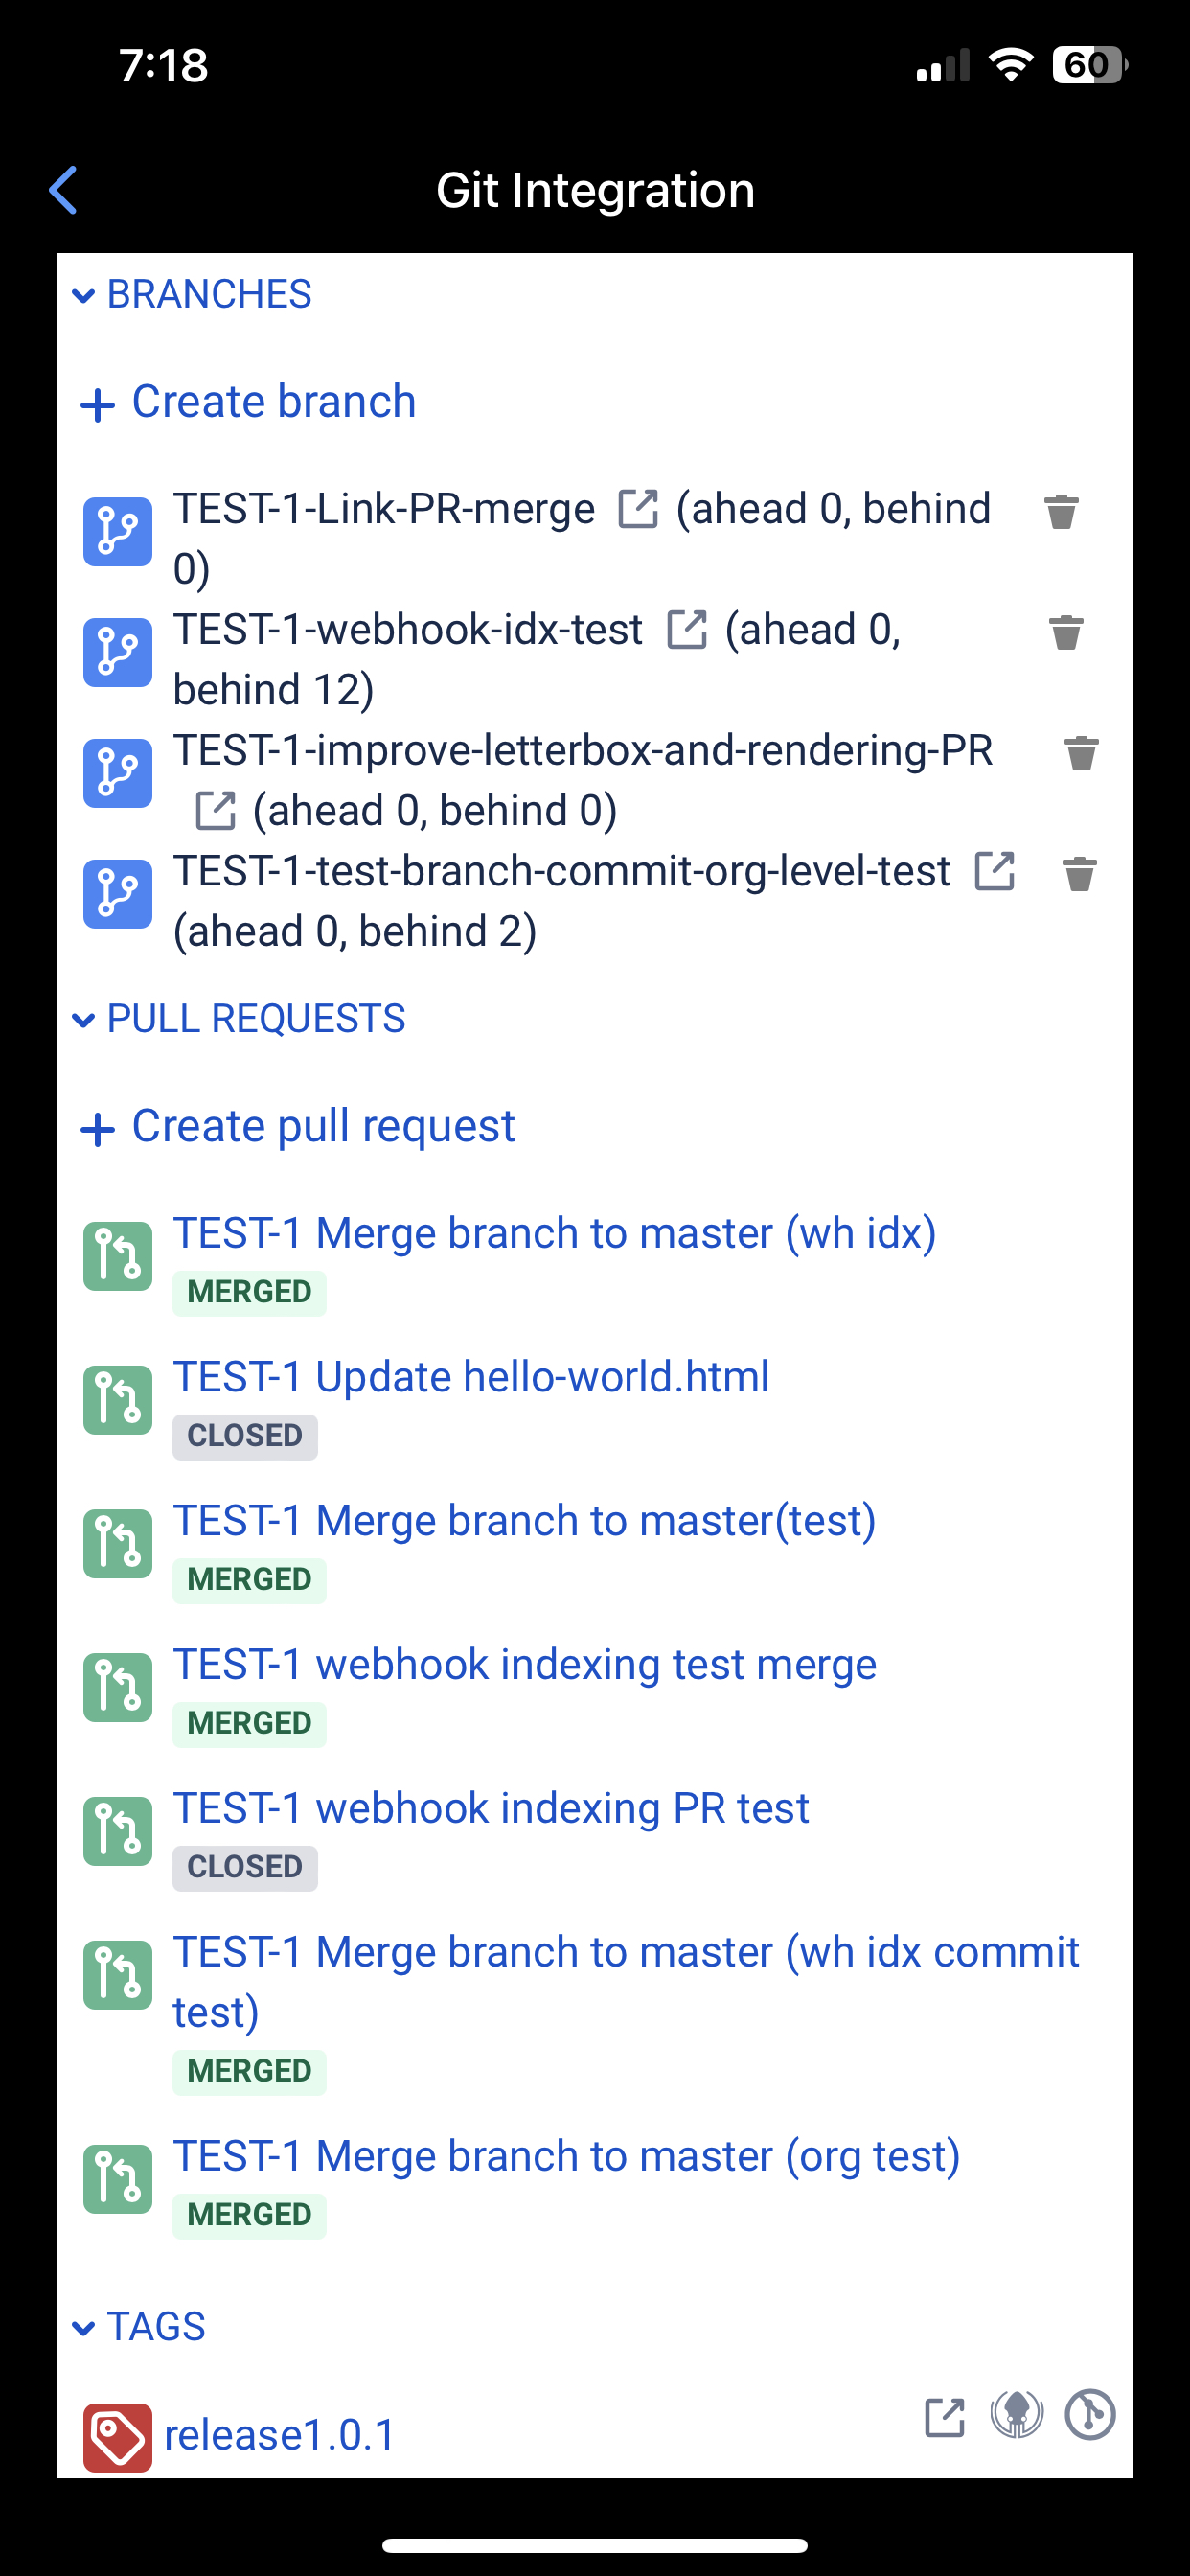 7:18
60
Git Integration
BRANCHES
Create branch
TEST-1-Link-PR-merge (ahead 0, behind
0)
TEST-1-webhook-idx-test (ahead 0,
behind 12)
TEST-1-improve-letterbox-and-rendering-PR
(ahead 0, behind 0)
TEST-1-test-branch-commit-org-level-test
(ahead 0, behind 2)
PULL REQUESTS
Create pull request
TEST-1 Merge branch to master (wh idx)
MERGED
TEST-1 Update hello-world.html
CLOSED
TEST-1 Merge branch to master(test)
MERGED
TEST-1 webhook indexing test merge
MERGED
TEST-1 webhook indexing PR test
CLOSED
TEST-1 Merge branch to master (wh idx commit
test)
MERGED
TEST-1 Merge branch to master (org test)
MERGED
TAGS
release1.0.1